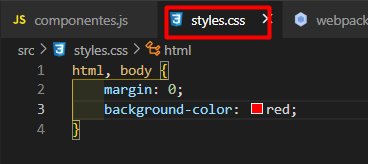 JS componentes.js styles.css X webpack
src > styles.css > html
1 html, body {
2 margin: 0;
3 background-color: red;
4 }